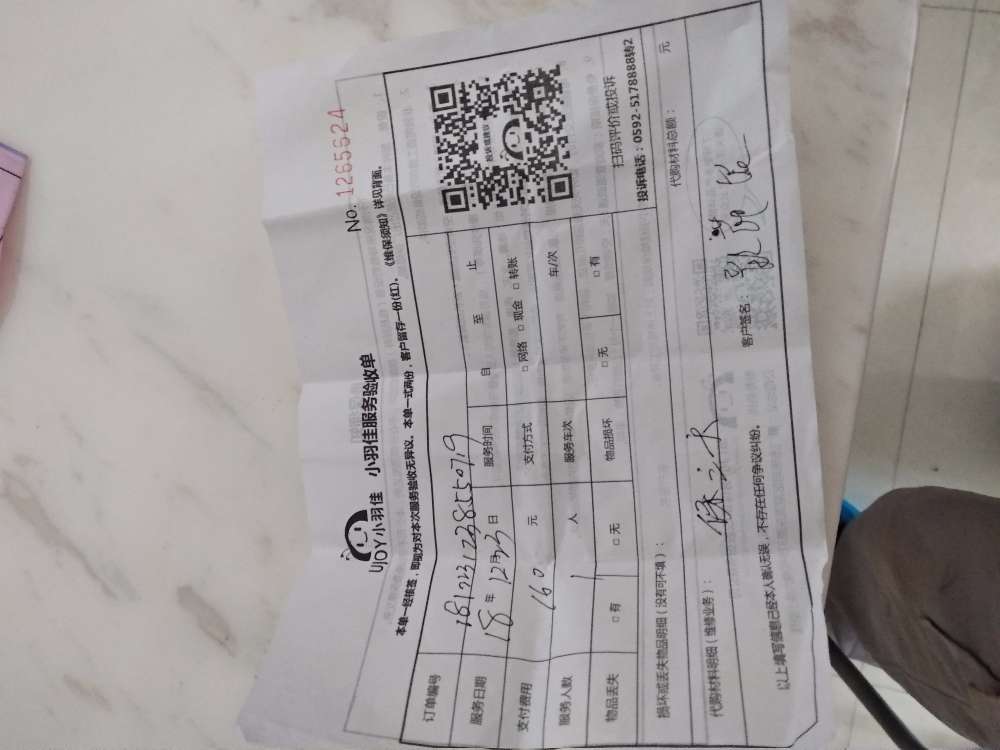 No: 1265624
UJOY小羽佳 小羽佳服务验收单
本单一经核签，即视为对本次服务验收无异议。本单一式两份，客户留存一份(红)。《维保须知》详见背面。
订单编号 181223123855079
服务日期 18年 12月23日 服务时间 自 至 止
支付费用 160 元 支付方式 □ 网络 □ 现金 □ 转账
服务人数 1 人 服务车次 车/次
物品丢失 □ 有 □ 无 物品损坏 □ 无 □ 有
投诉或建议
扫码评价或投诉
投诉电话：0592-5178888转2
损坏或丢失物品明细（没有可不填）：
代购材料明细（维修业务）： 代购材料总额： 元
以上填写信息已经本人确认无误，不存在任何争议纠纷。 客户签名：